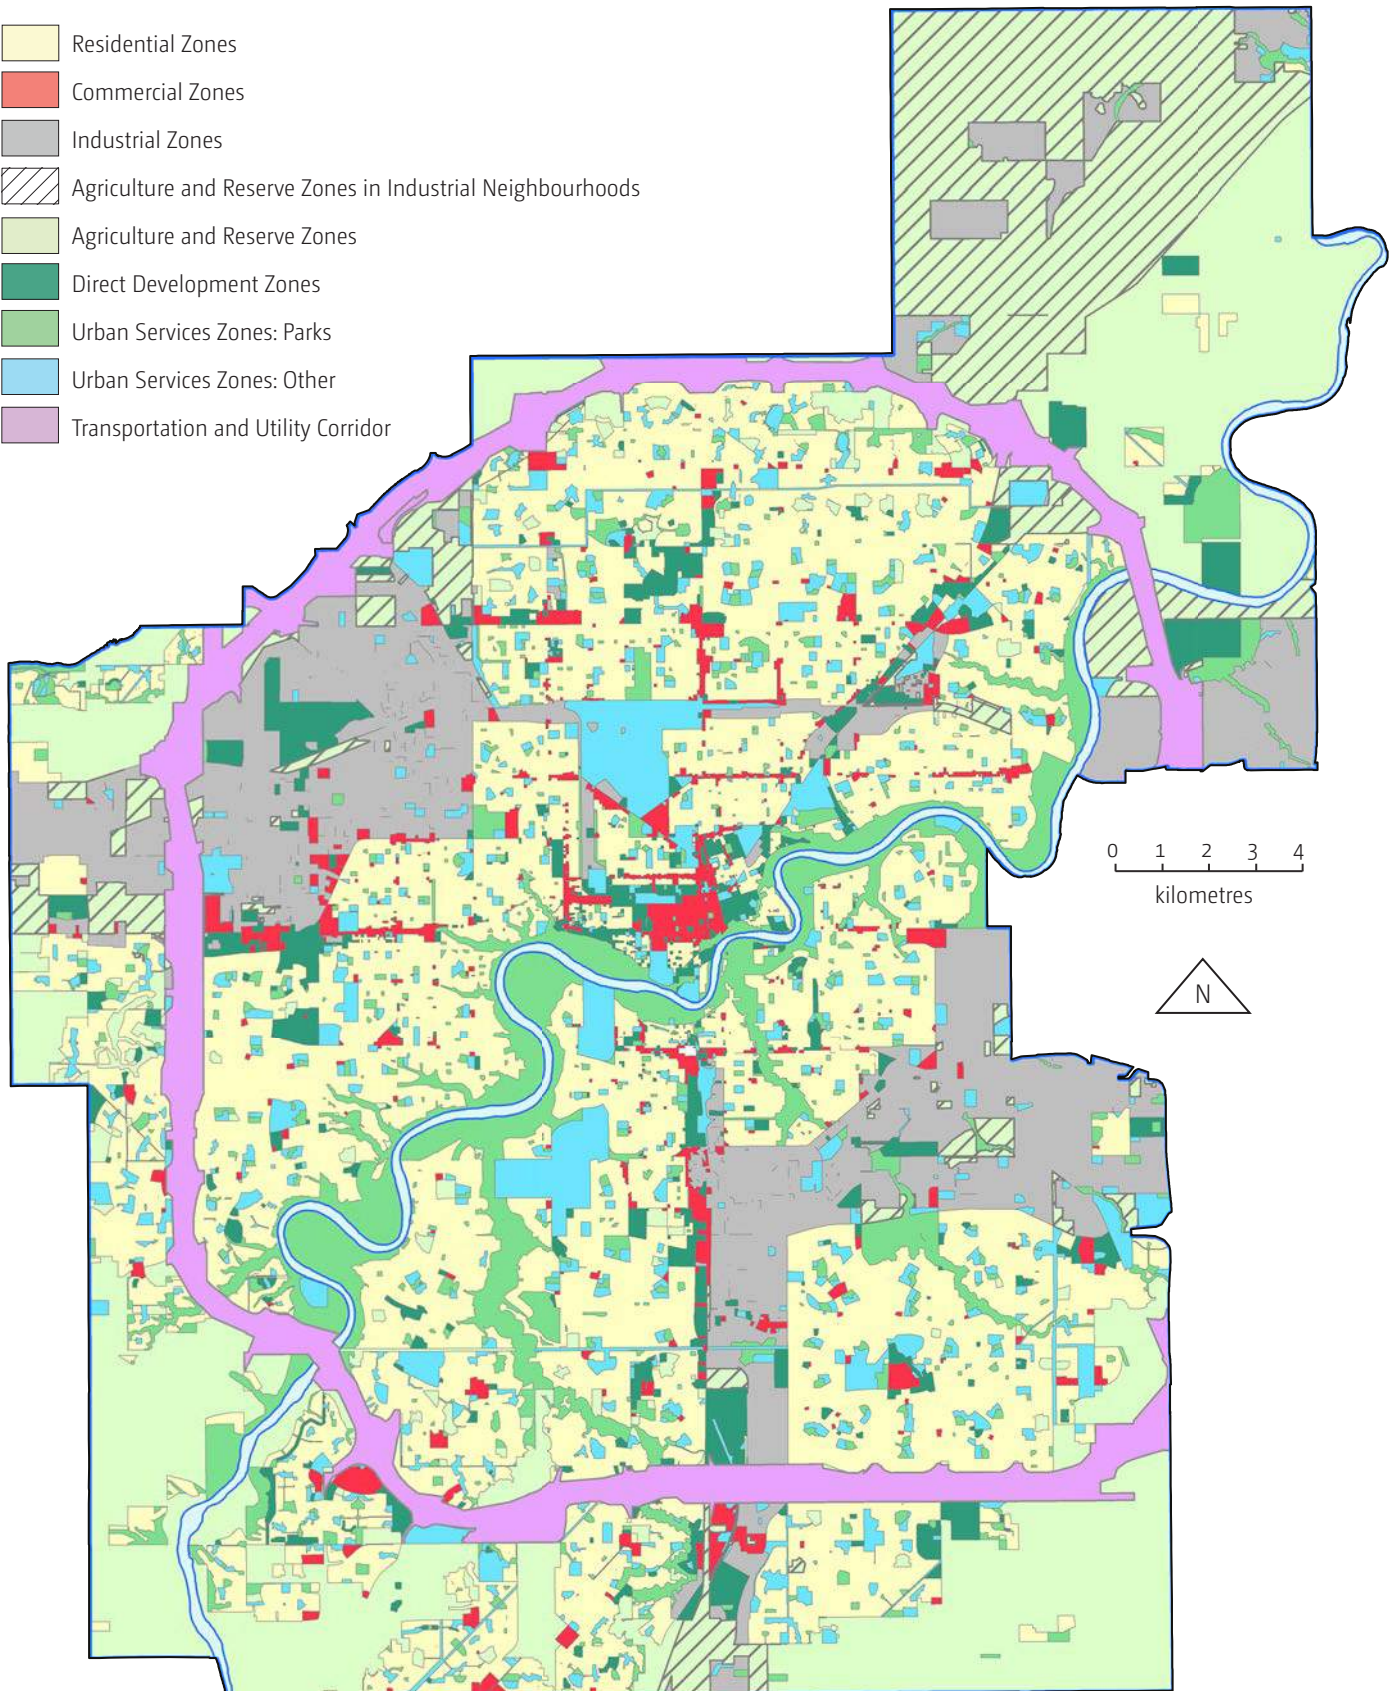 Residential Zones
Commercial Zones
Industrial Zones
Agriculture and Reserve Zones in Industrial Neighbourhoods
Agriculture and Reserve Zones
Direct Development Zones
Urban Services Zones: Parks
Urban Services Zones: Other
Transportation and Utility Corridor
0 1 2 3 4
kilometres
N